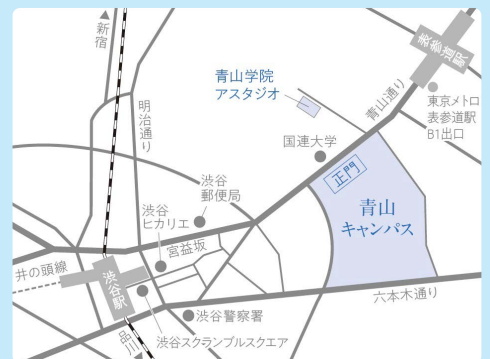 ▲
新宿
表参道駅
青山学院
アスタジオ
青山通り
東京メトロ
表参道駅
B1出口
明治通り
国連大学
正門
渋谷
郵便局
青山
キャンパス
渋谷
ヒカリエ
宮益坂
井の頭線
渋谷駅
六本木通り
渋谷警察署
渋谷スクランブルスクエア
品川